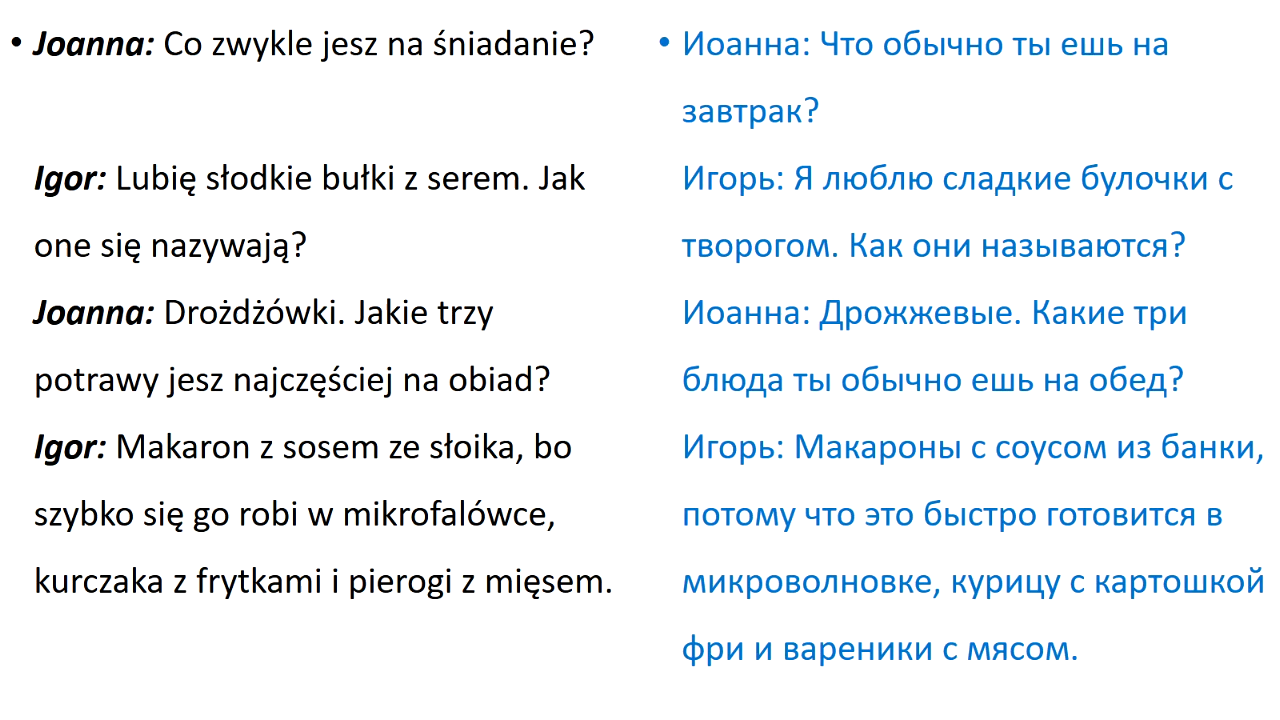 • Joanna: Co zwykle jesz na śniadanie?
Igor: Lubię słodkie bułki z serem. Jak
one się nazywają?
Joanna: Drożdżówki. Jakie trzy
potrawy jesz najczęściej na obiad?
Igor: Makaron z sosem ze słoika, bo
szybko się go robi w mikrofalówce,
kurczaka z frytkami i pierogi z mięsem.
• Иоанна: Что обычно ты ешь на
завтрак?
Игорь: Я люблю сладкие булочки с
творогом. Как они называются?
Иоанна: Дрожжевые. Какие три
блюда ты обычно ешь на обед?
Игорь: Макароны с соусом из банки,
потому что это быстро готовится в
микроволновке, курицу с картошкой
фри и вареники с мясом.